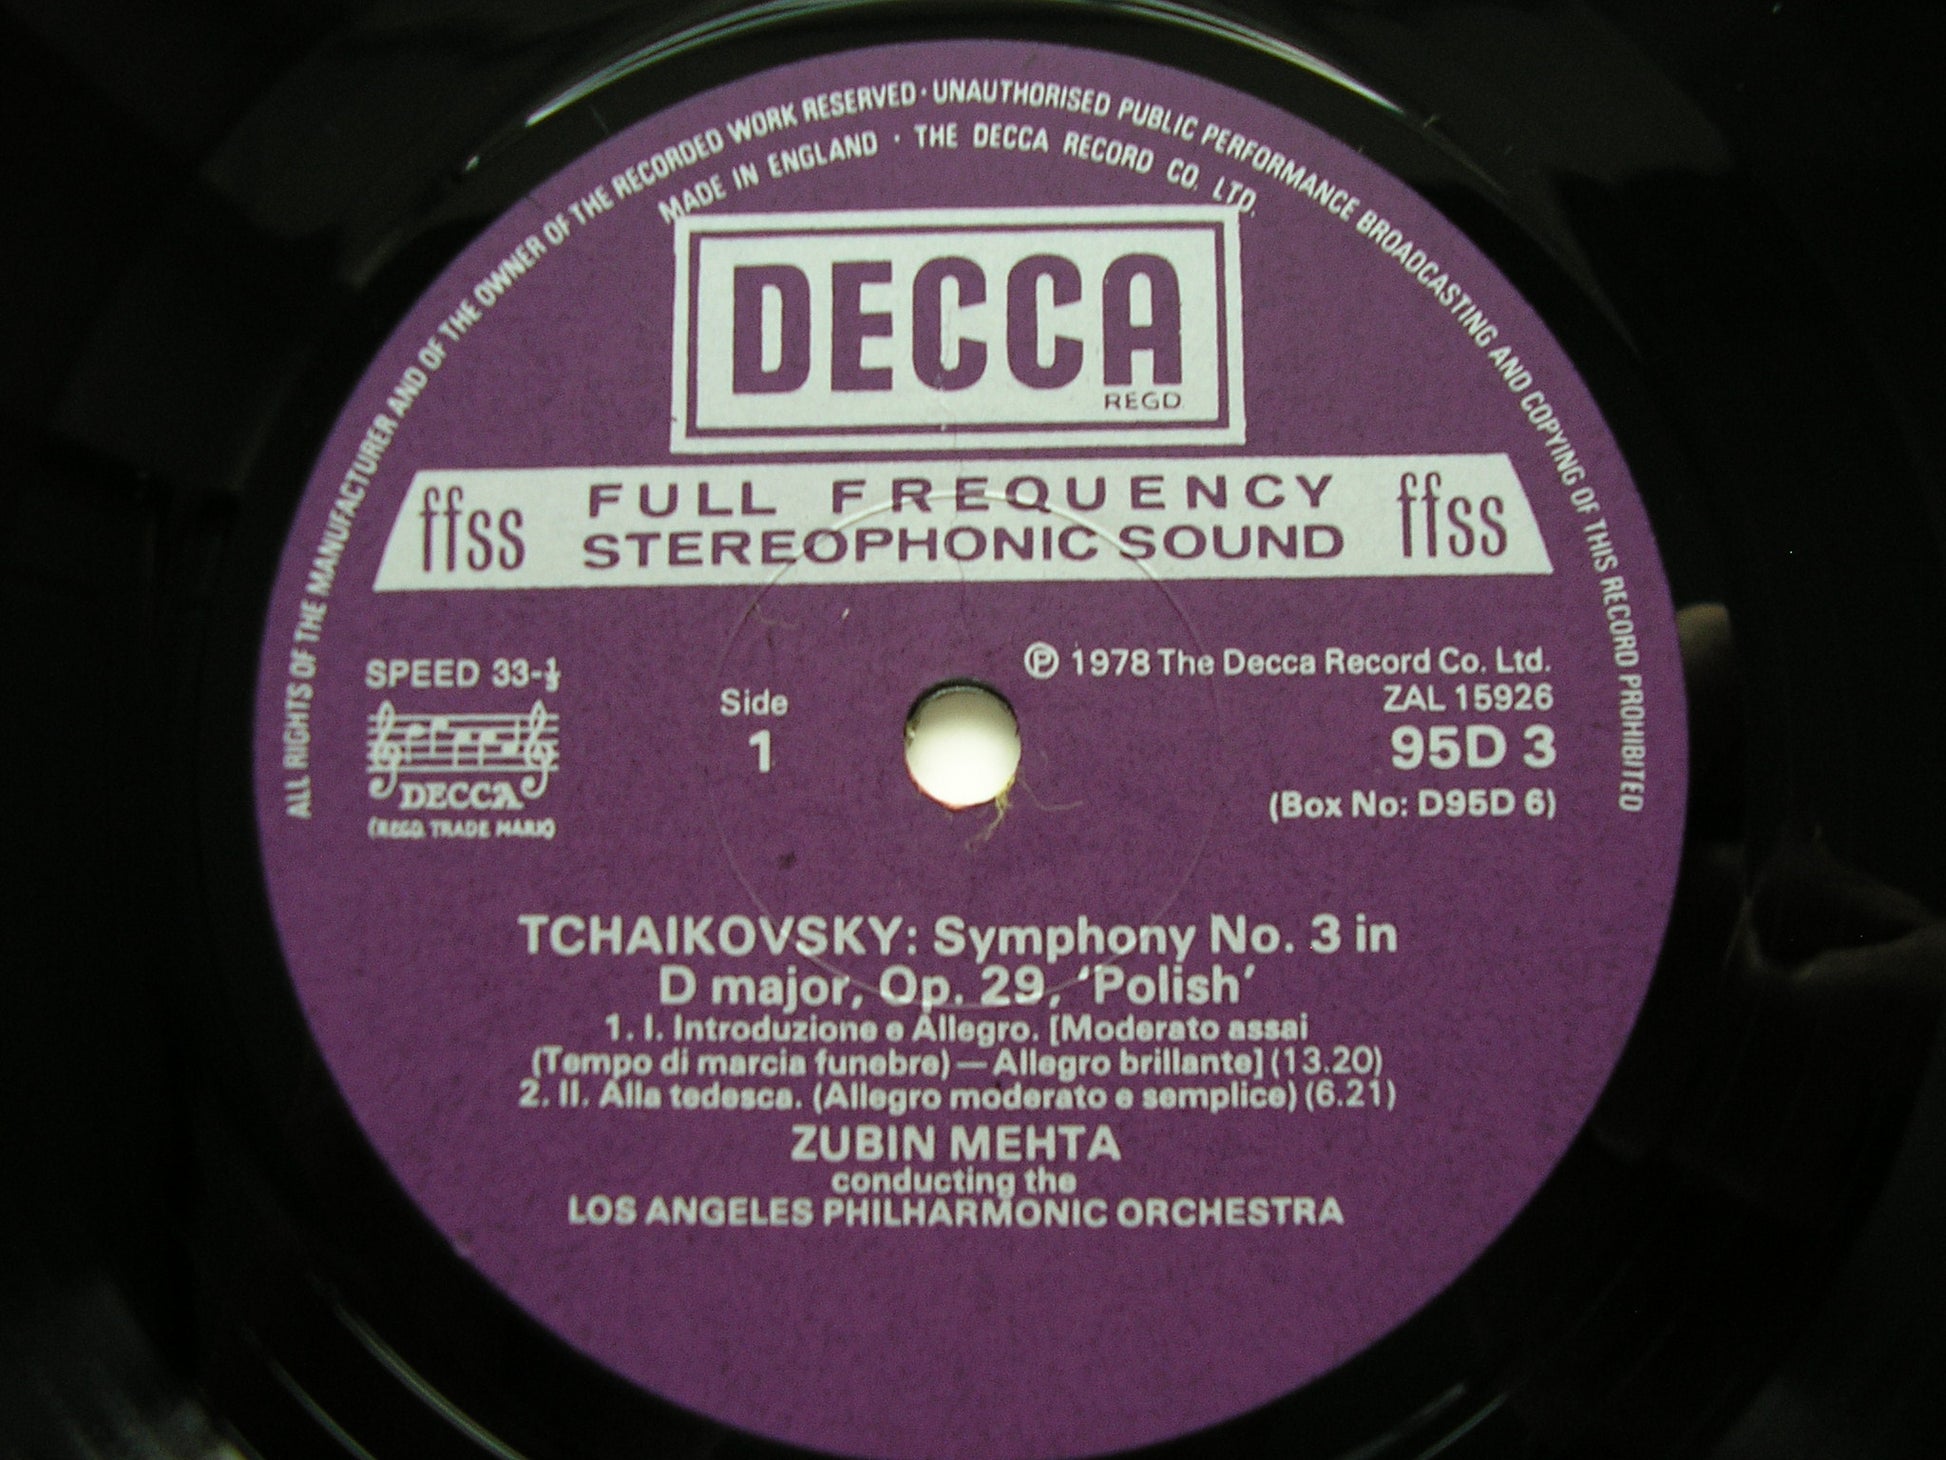 ALL RIGHTS OF THE MANUFACTURER AND OF THE OWNER OF THE RECORDED WORK RESERVED · UNAUTHORISED PUBLIC PERFORMANCE BROADCASTING AND COPYING OF THIS RECORD PROHIBITED
MADE IN ENGLAND · THE DECCA RECORD CO. LTD.
DECCA
REGD
ffss FULL FREQUENCY ffss
STEREOPHONIC SOUND
SPEED 33-⅓
DECCA
(REGD. TRADE MARK)
Side
1
℗ 1978 The Decca Record Co. Ltd.
ZAL 15926
95D 3
(Box No: D95D 6)
TCHAIKOVSKY: Symphony No. 3 in
D major, Op. 29, ‘Polish’
1. I. Introduzione e Allegro. [Moderato assai
(Tempo di marcia funebre) — Allegro brillante] (13.20)
2. II. Alla tedesca. (Allegro moderato e semplice) (6.21)
ZUBIN MEHTA
conducting the
LOS ANGELES PHILHARMONIC ORCHESTRA